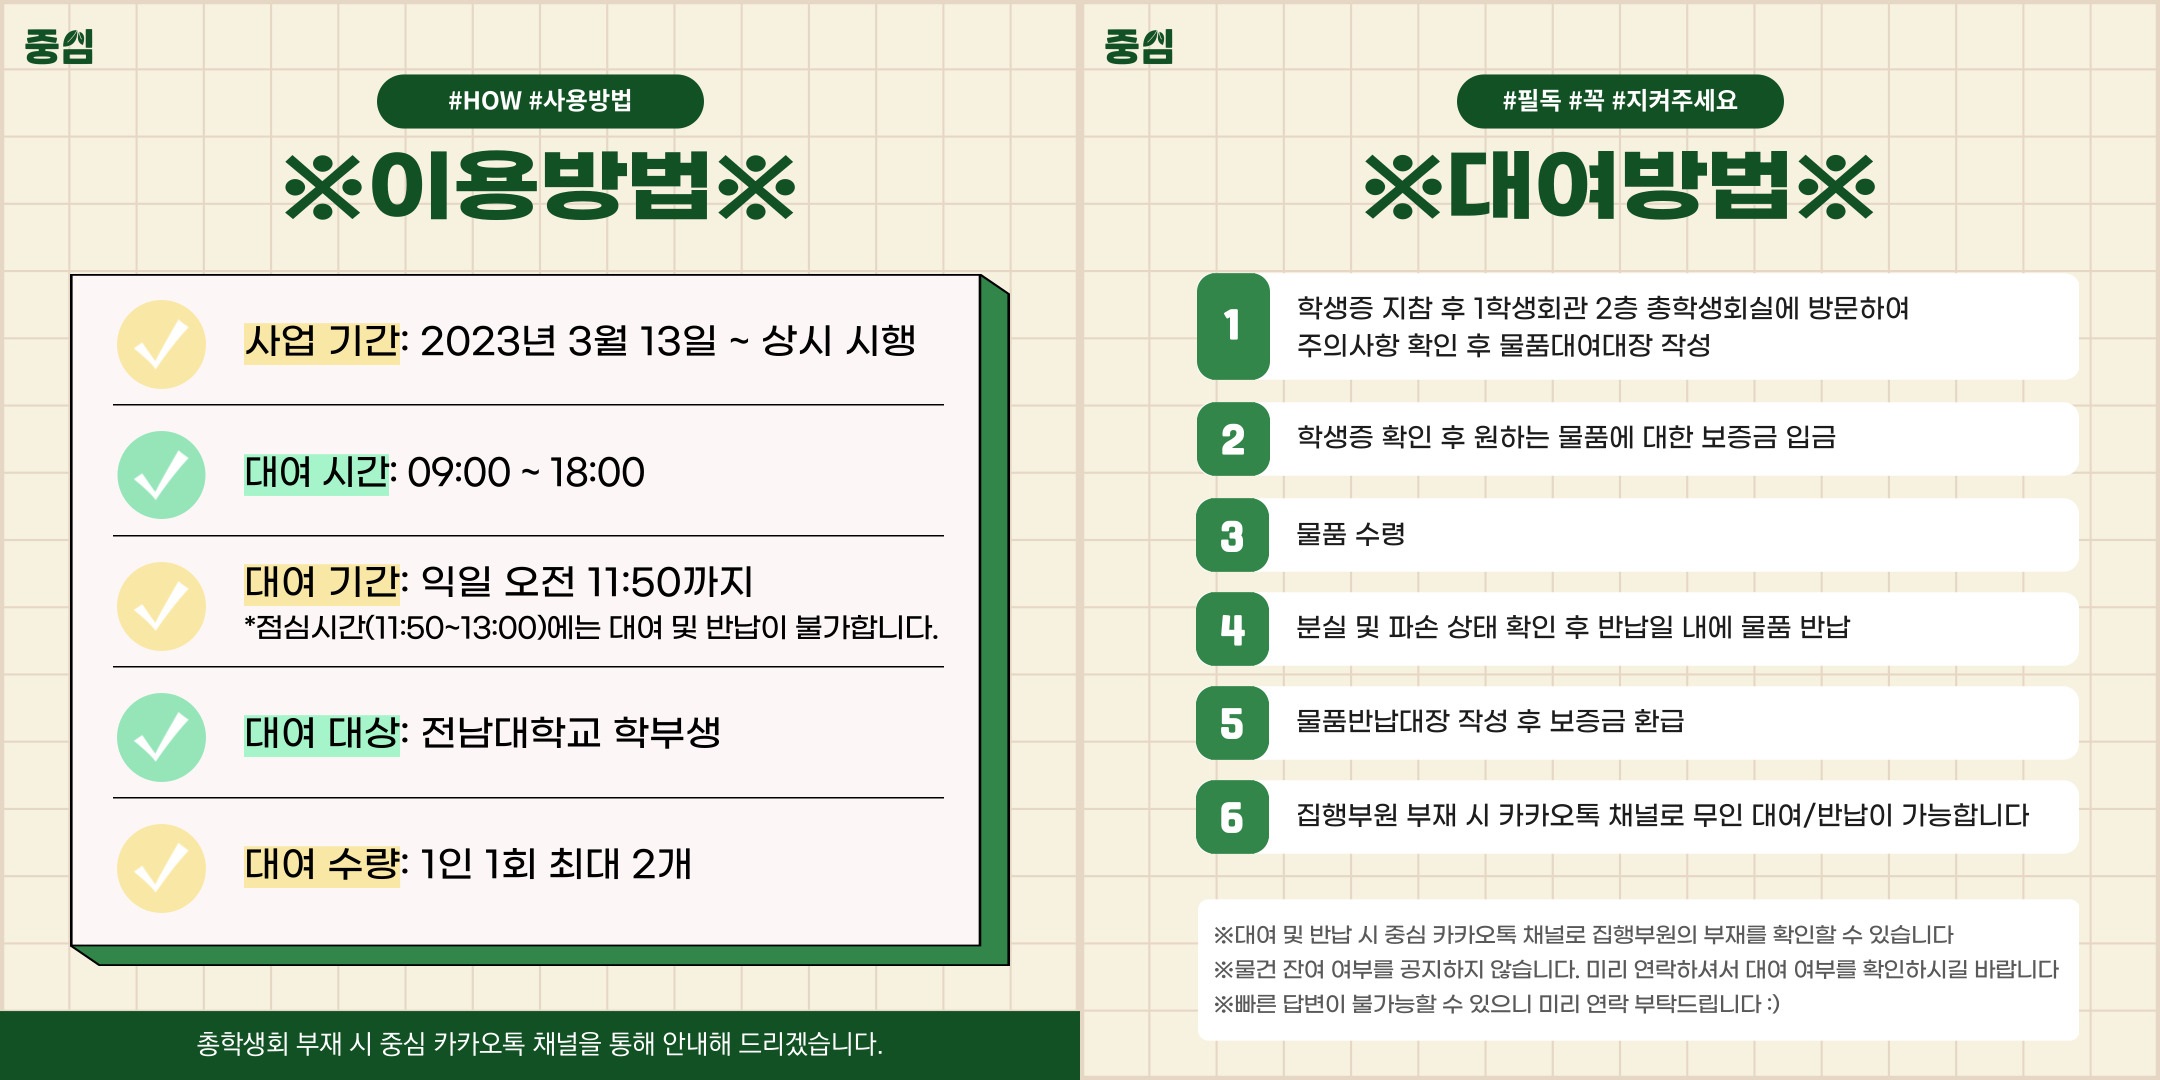 중심
#HOW #사용방법
※이용방법※
사업 기간: 2023년 3월 13일 ~ 상시 시행
대여 시간: 09:00 ~ 18:00
대여 기간: 익일 오전 11:50까지
*점심시간(11:50~13:00)에는 대여 및 반납이 불가합니다.
대여 대상: 전남대학교 학부생
대여 수량: 1인 1회 최대 2개
총학생회 부재 시 중심 카카오톡 채널을 통해 안내해 드리겠습니다.
중심
#필독 #꼭 #지켜주세요
※대여방법※
1
학생증 지참 후 1학생회관 2층 총학생회실에 방문하여
주의사항 확인 후 물품대여대장 작성
2
학생증 확인 후 원하는 물품에 대한 보증금 입금
3
물품 수령
4
분실 및 파손 상태 확인 후 반납일 내에 물품 반납
5
물품반납대장 작성 후 보증금 환급
6
집행부원 부재 시 카카오톡 채널로 무인 대여/반납이 가능합니다
※대여 및 반납 시 중심 카카오톡 채널로 집행부원의 부재를 확인할 수 있습니다
※물건 잔여 여부를 공지하지 않습니다. 미리 연락하셔서 대여 여부를 확인하시길 바랍니다
※빠른 답변이 불가능할 수 있으니 미리 연락 부탁드립니다 :)